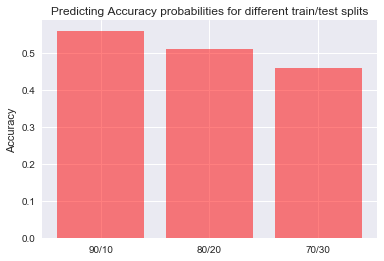 Predicting Accuracy probabilities for different train/test splits
0.5
0.4
0.3
0.2
0.1
0.0
Accuracy
90/10 80/20 70/30